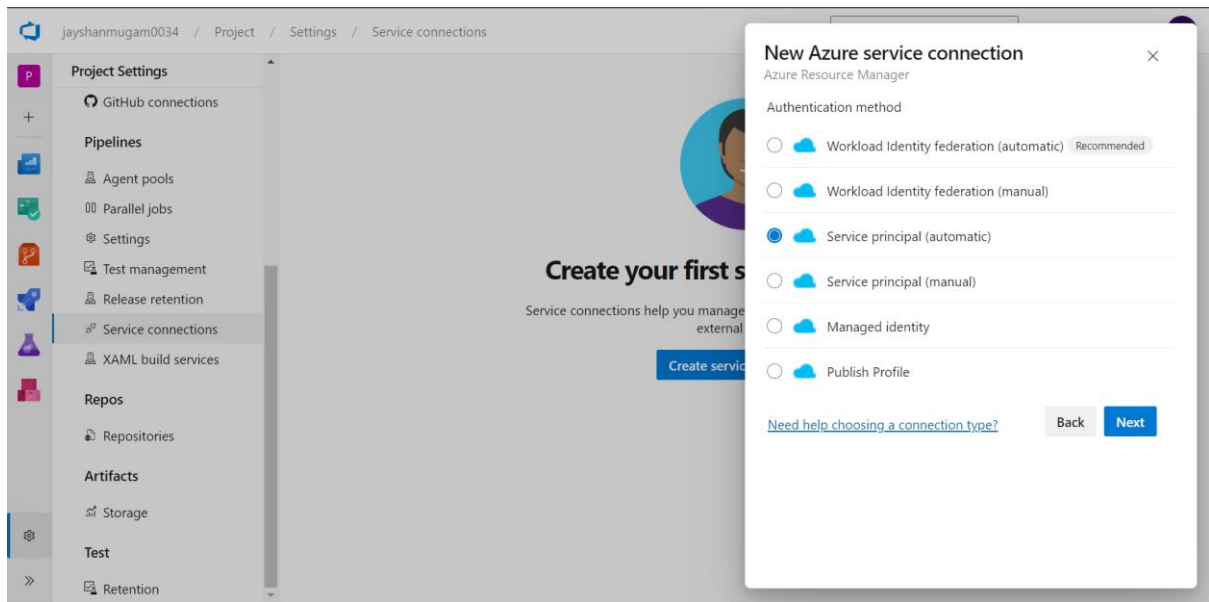 jayshanmugam0034 / Project / Settings / Service connections
P
Project Settings
GitHub connections
Pipelines
Agent pools
Parallel jobs
Settings
Test management
Release retention
Service connections
XAML build services
Repos
Repositories
Artifacts
Storage
Test
Retention
Create your first s
Service connections help you manage
external
Create servic
New Azure service connection
Azure Resource Manager
Authentication method
Workload Identity federation (automatic) Recommended
Workload Identity federation (manual)
Service principal (automatic)
Service principal (manual)
Managed identity
Publish Profile
Need help choosing a connection type? Back Next